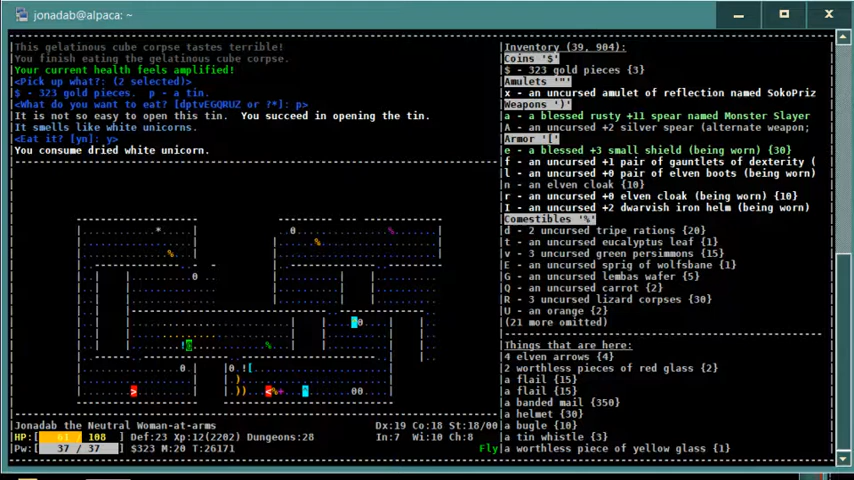 jonadab@alpaca: ~
This gelatinous cube corpse tastes terrible!
You finish eating the gelatinous cube corpse.
Your current health feels amplified!
<Pick up what?: (2 selected)>
$ - 323 gold pieces.  p - a tin.
<What do you want to eat? [dptvEGQRUZ or ?*]: p>
It is not so easy to open this tin.  You succeed in opening the tin.
It smells like white unicorns.
<Eat it? [yn]: y>
You consume dried white unicorn.
Jonadab the Neutral Woman-at-arms
Dx:19 Co:18 St:18/00
HP:[ 61 / 108 ] Def:23 Xp:12(2202) Dungeons:28
In:7 Wi:10 Ch:8
Pw:[ 37 / 37 ] $323 M:20 T:26171
Fly
Inventory (39, 904):
Coins '$'
$ - 323 gold pieces {3}
Amulets '"'
x - an uncursed amulet of reflection named SokoPriz
Weapons ')'
a - a blessed rusty +11 spear named Monster Slayer
A - an uncursed +2 silver spear (alternate weapon;
Armor '['
e - a blessed +3 small shield (being worn) {30}
f - an uncursed +1 pair of gauntlets of dexterity (
l - an uncursed +0 pair of elven boots (being worn)
n - an elven cloak {10}
r - an uncursed +0 elven cloak (being worn) {10}
I - an uncursed +2 dwarvish iron helm (being worn)
Comestibles '%'
d - 2 uncursed tripe rations {20}
t - an uncursed eucalyptus leaf {1}
v - 3 uncursed green persimmons {15}
E - an uncursed sprig of wolfsbane {1}
G - an uncursed lembas wafer {5}
Q - an uncursed carrot {2}
R - 3 uncursed lizard corpses {30}
U - an orange {2}
(21 more omitted)
Things that are here:
4 elven arrows {4}
2 worthless pieces of red glass {2}
a flail {15}
a flail {15}
a banded mail {350}
a helmet {30}
a bugle {10}
a tin whistle {3}
a worthless piece of yellow glass {1}